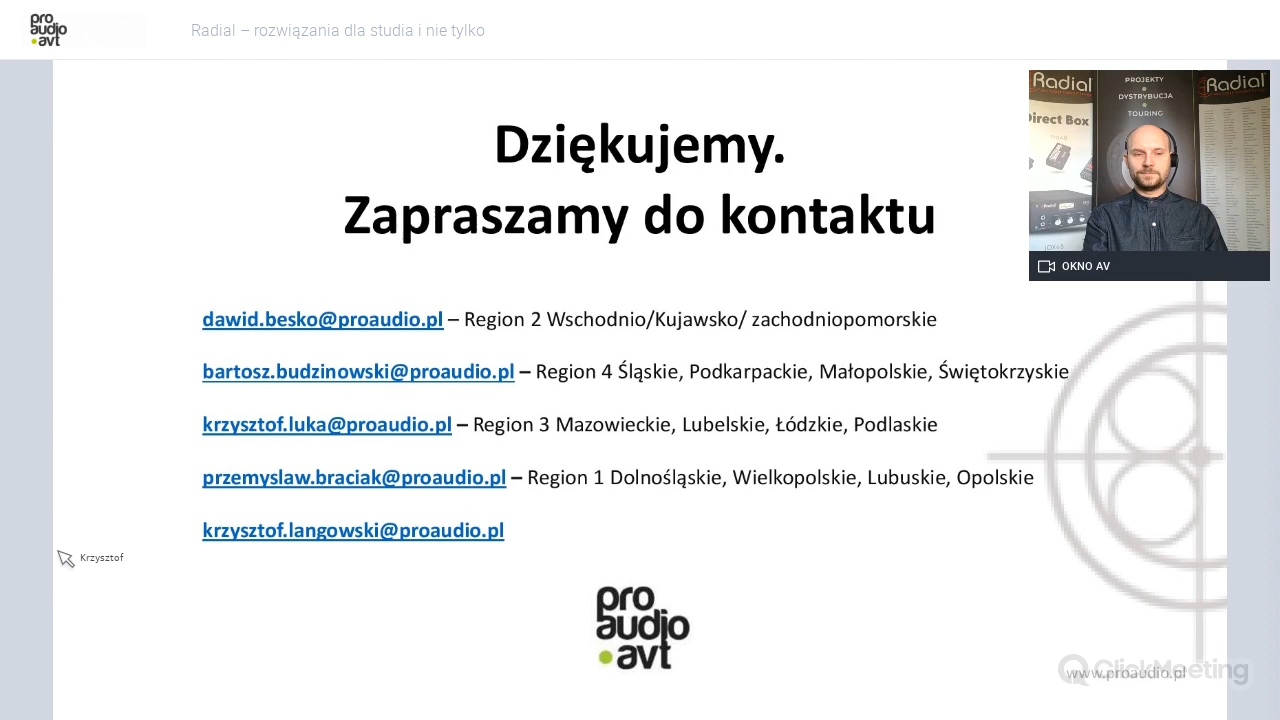 pro
audio
avt
Radial – rozwiązania dla studia i nie tylko
Radial
PROJEKTY
DYSTRYBUCJA
TOURING
Radial
Direct Box
OKNO AV
Dziękujemy.
Zapraszamy do kontaktu
dawid.besko@proaudio.pl – Region 2 Wschodnio/Kujawsko/ zachodniopomorskie
bartosz.budzinowski@proaudio.pl – Region 4 Śląskie, Podkarpackie, Małopolskie, Świętokrzyskie
krzysztof.luka@proaudio.pl – Region 3 Mazowieckie, Lubelskie, Łódzkie, Podlaskie
przemyslaw.braciak@proaudio.pl – Region 1 Dolnośląskie, Wielkopolskie, Lubuskie, Opolskie
krzysztof.langowski@proaudio.pl
Krzysztof
pro
audio
avt
ClickMeeting
www.proaudio.pl